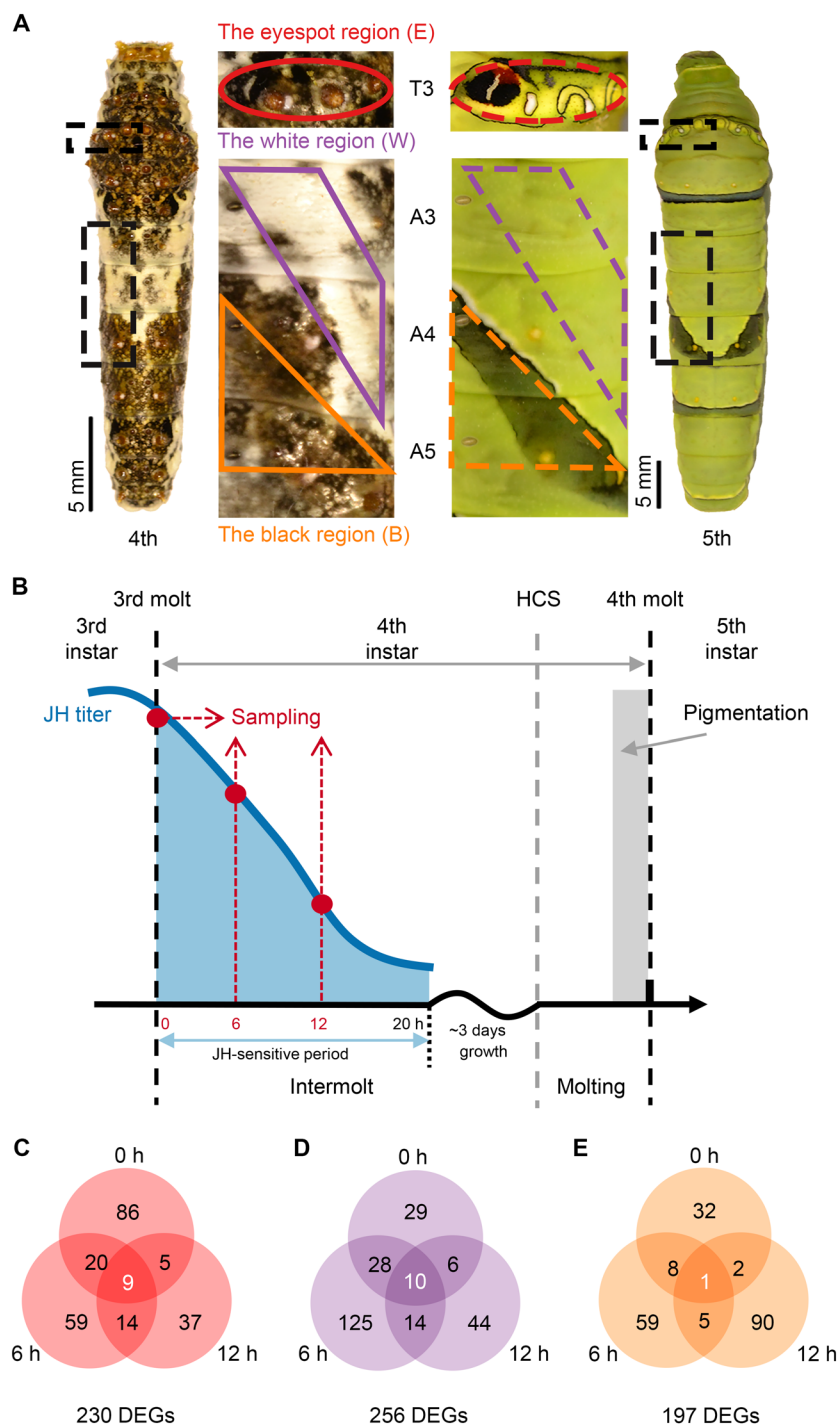 A
The eyespot region (E)
T3
The white region (W)
A3
A4
A5
5 mm
5 mm
The black region (B)
4th
5th
B
3rd molt
HCS
4th molt
3rd
instar
4th
instar
5th
instar
JH titer
Sampling
Pigmentation
0
6
12
20 h
~3 days
growth
JH-sensitive period
Intermolt
Molting
C
0 h
86
20
5
9
59
14
37
6 h
12 h
230 DEGs
D
0 h
29
28
6
10
125
14
44
6 h
12 h
256 DEGs
E
0 h
32
8
2
1
59
5
90
6 h
12 h
197 DEGs